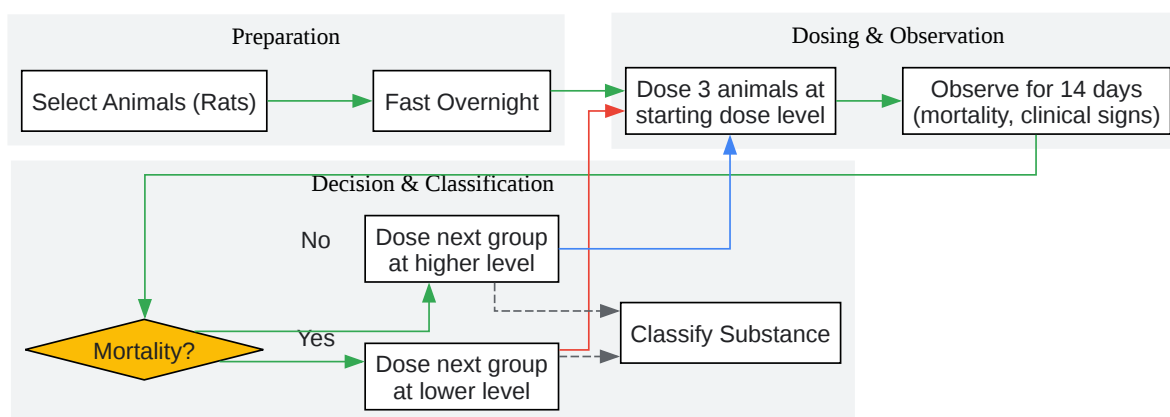 Preparation
Select Animals (Rats)
Fast Overnight
Dosing & Observation
Dose 3 animals at
starting dose level
Observe for 14 days
(mortality, clinical signs)
Decision & Classification
No
Dose next group
at higher level
Mortality?
Yes
Dose next group
at lower level
Classify Substance